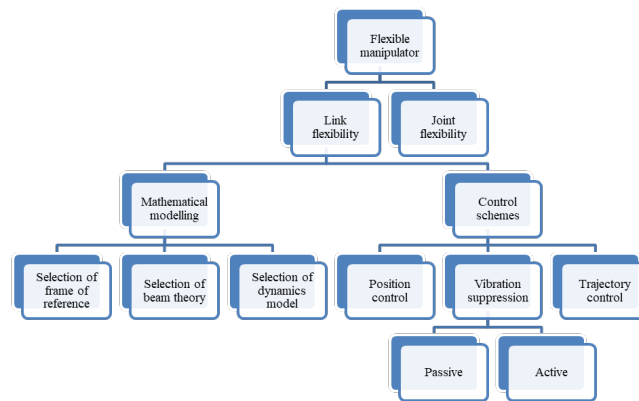 Flexible
manipulator
Link
flexibility
Joint
flexibility
Mathematical
modelling
Control
schemes
Selection of
frame of
reference
Selection of
beam theory
Selection of
dynamics
model
Position
control
Vibration
suppression
Trajectory
control
Passive
Active